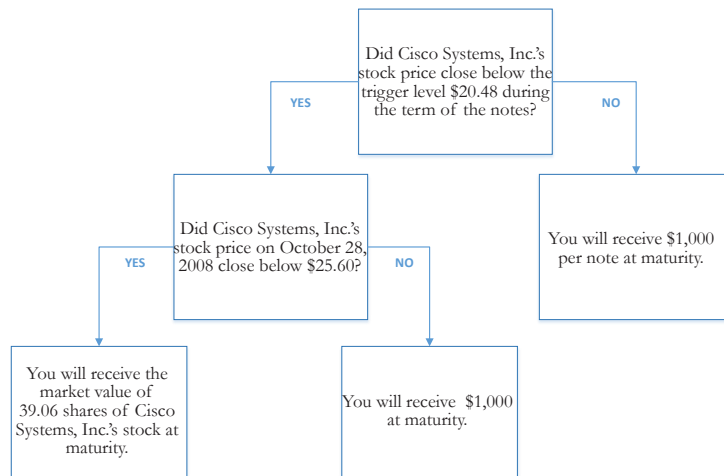 Did Cisco Systems, Inc.'s
stock price close below the
trigger level $20.48 during
the term of the notes?
YES
NO
Did Cisco Systems, Inc.'s
stock price on October 28,
2008 close below $25.60?
You will receive $1,000
per note at maturity.
YES
NO
You will receive the
market value of
39.06 shares of Cisco
Systems, Inc.'s stock at
maturity.
You will receive $1,000
at maturity.